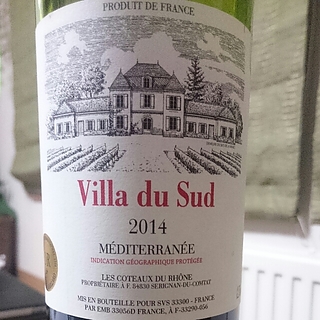 PRODUIT DE FRANCE
Villa du Sud
2014
MÉDITERRANÉE
INDICATION GÉOGRAPHIQUE PROTÉGÉE
LES COTEAUX DU RHÔNE
PROPRIÉTAIRE À F. 84830 SERIGNAN-DU-COMTAT
MIS EN BOUTEILLE POUR SVS 33300 - FRANCE
PAR EMB 33056D FRANCE, À F-33290-056